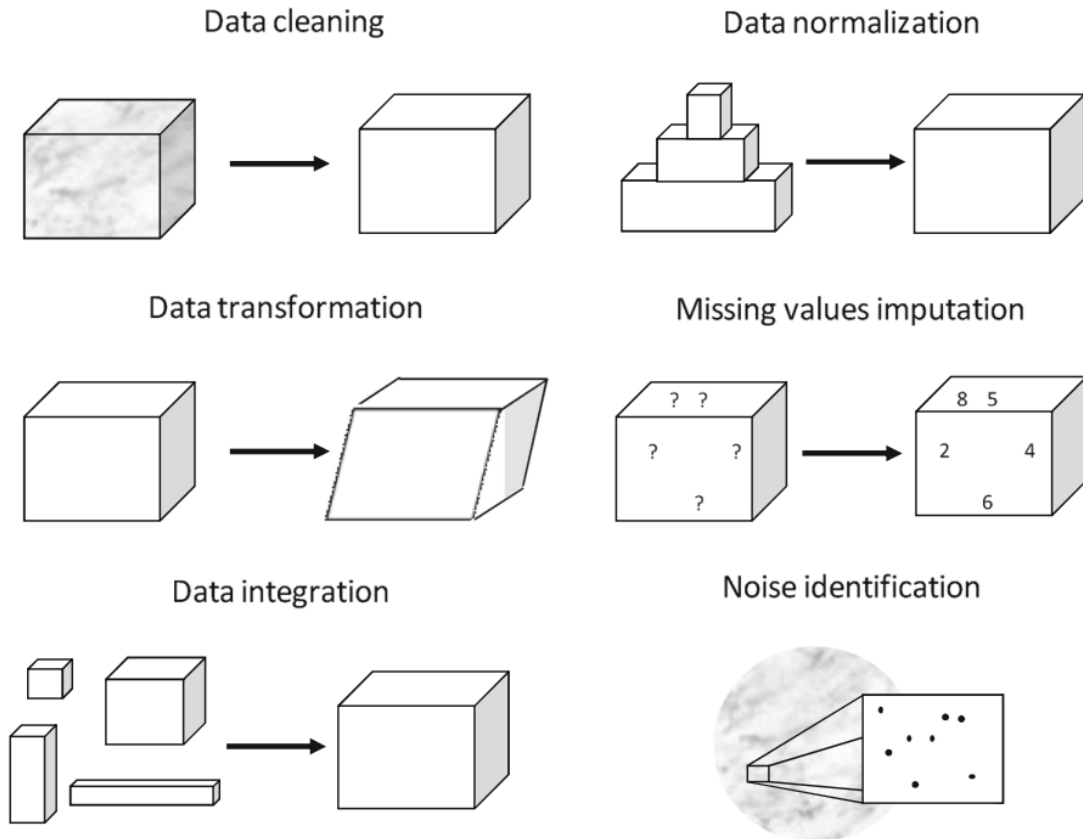 Data cleaning
Data normalization
Data transformation
Missing values imputation
? ?
? ?
?
8 5
2 4
6
Data integration
Noise identification